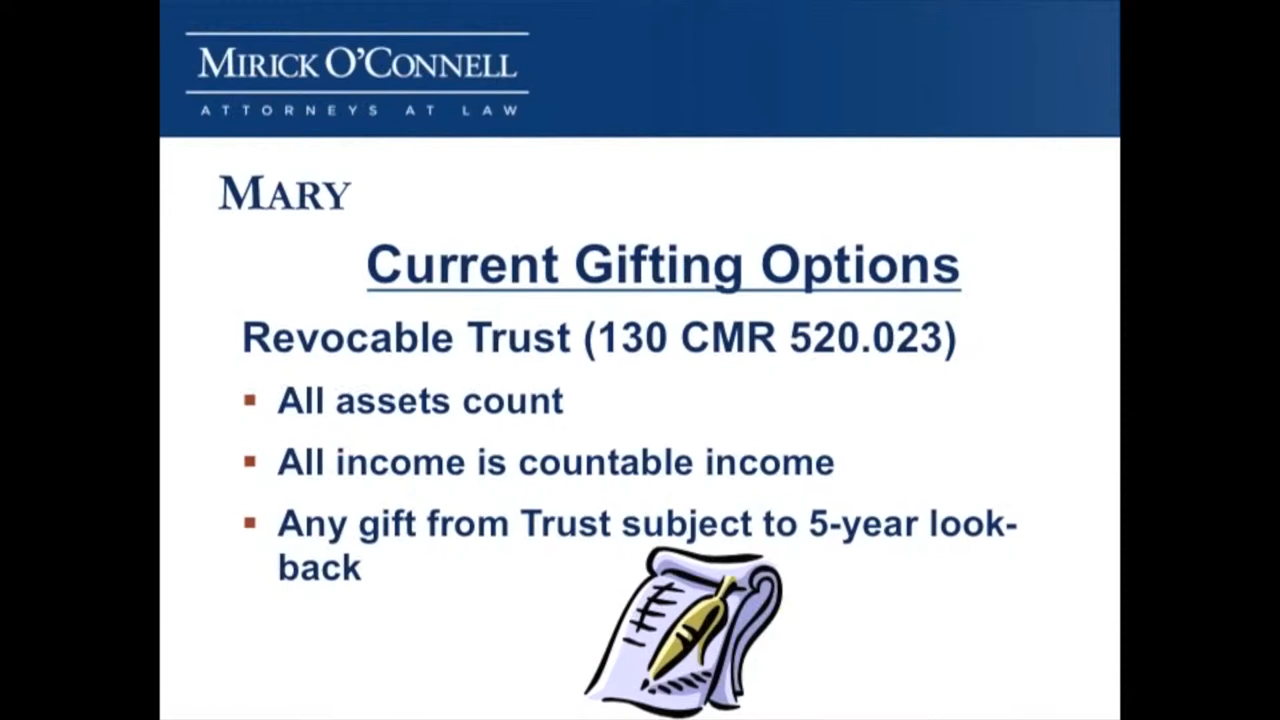 MIRICK O'CONNELL
ATTORNEYS AT LAW
MARY
Current Gifting Options
Revocable Trust (130 CMR 520.023)
▪ All assets count
▪ All income is countable income
▪ Any gift from Trust subject to 5-year look-
back